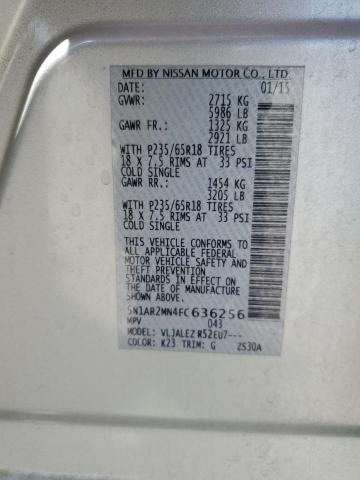 MFD BY NISSAN MOTOR CO., LTD.
DATE: 01/15
GVWR: 2715 KG
5986 LB
GAWR FR.: 1325 KG
2921 LB
WITH P235/65R18 TIRES
18 X 7.5 RIMS AT 33 PSI
COLD SINGLE
GAWR RR.: 1454 KG
3205 LB
WITH P235/65R18 TIRES
18 X 7.5 RIMS AT 33 PSI
COLD SINGLE
THIS VEHICLE CONFORMS TO
ALL APPLICABLE FEDERAL
MOTOR VEHICLE SAFETY
STANDARDS IN EFFECT ON
THE DATE OF MANUFACTURE
SHOWN ABOVE.
5N1AR2MN4FC636256
MPV 043
MODEL: VLJALEZ R52EU7---
COLOR: K23 TRIM: G ZS30A